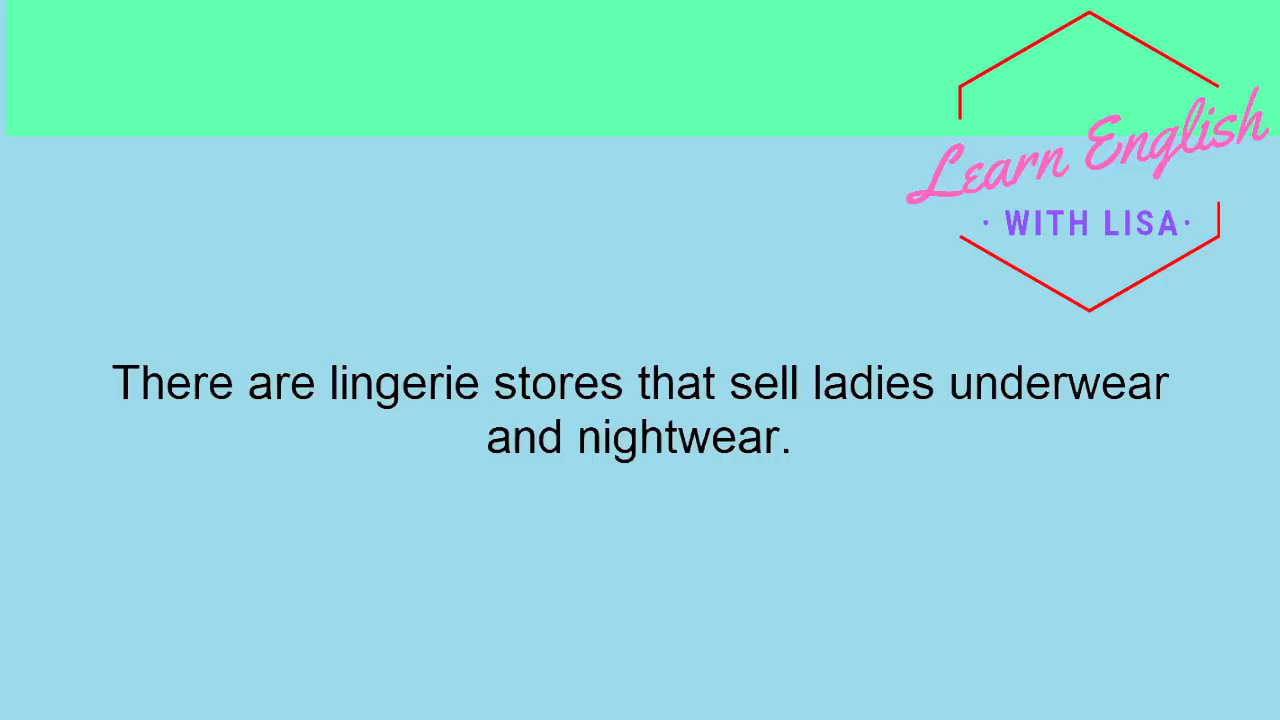 Learn English
· WITH LISA·
There are lingerie stores that sell ladies underwear
and nightwear.